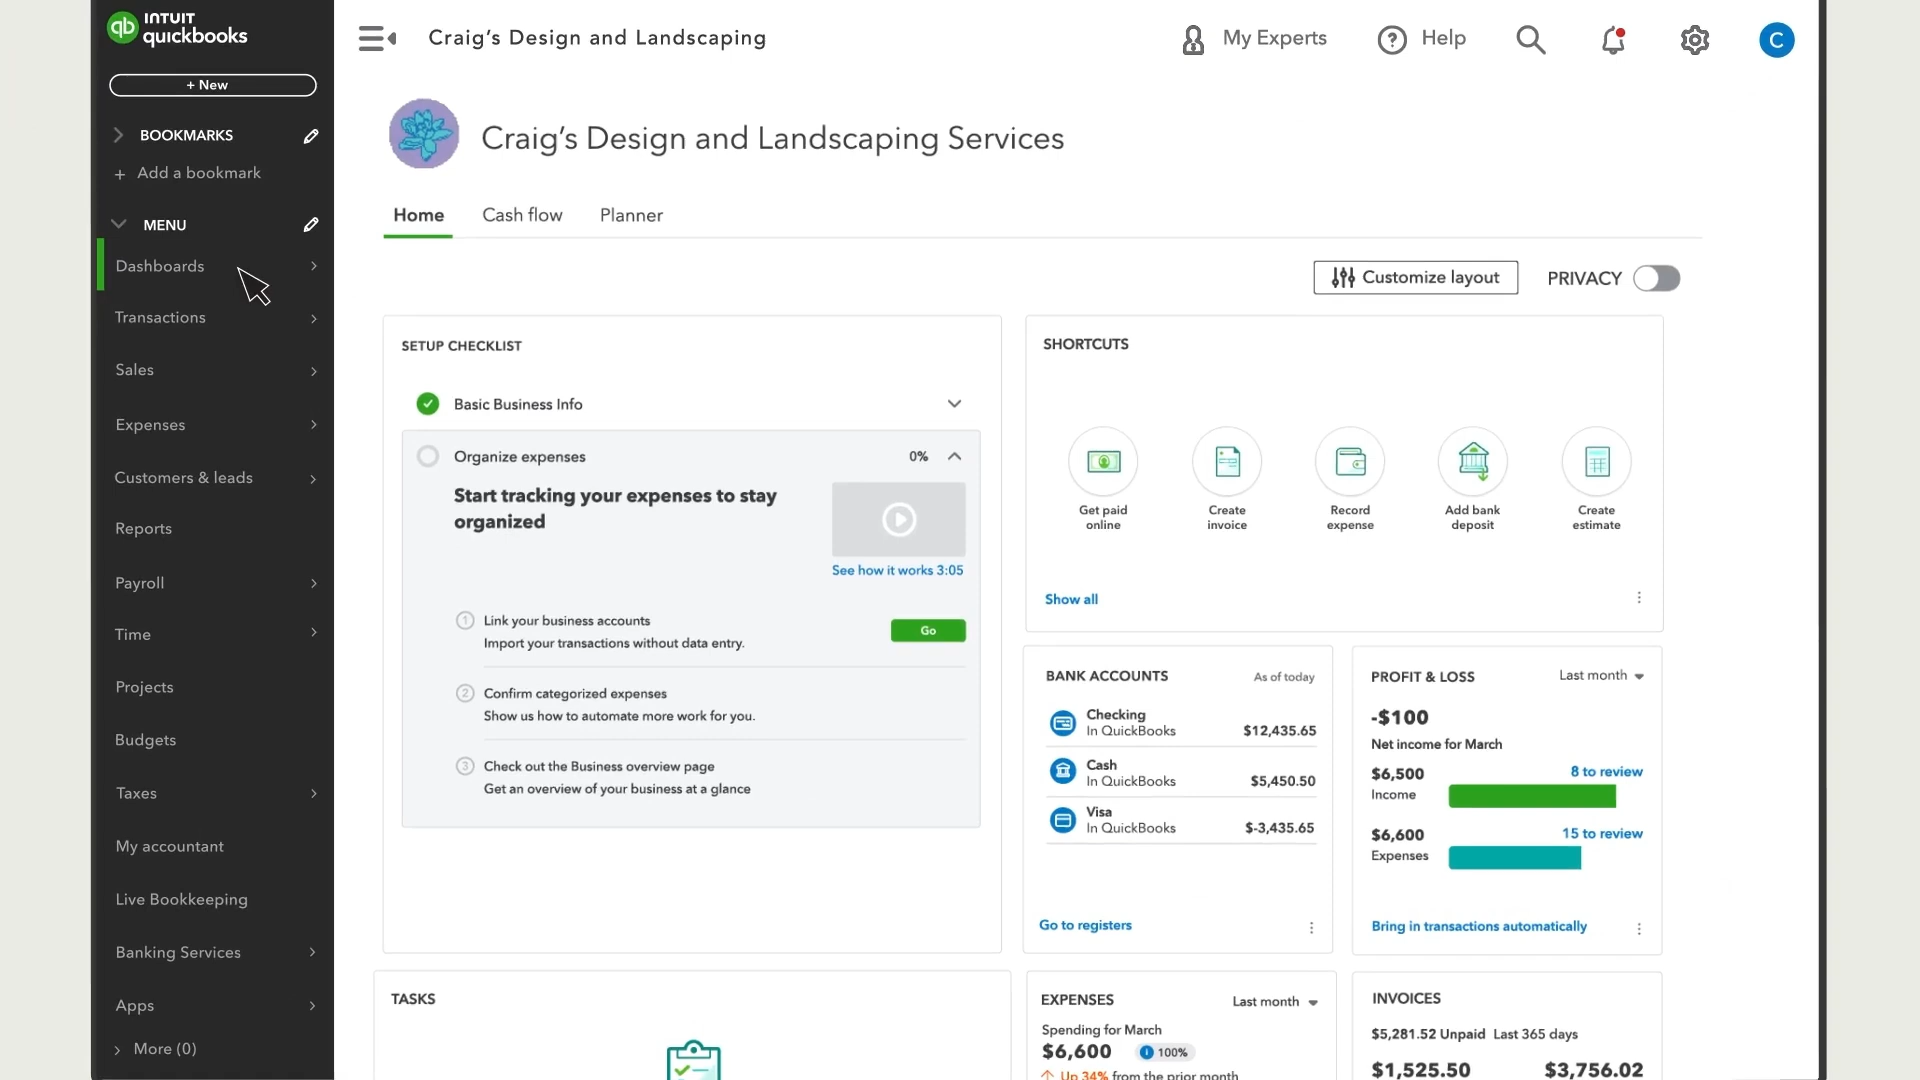 INTUIT
quickbooks
+ New
BOOKMARKS
+ Add a bookmark
MENU
Dashboards
Transactions
Sales
Expenses
Customers & leads
Reports
Payroll
Time
Projects
Budgets
Taxes
My accountant
Live Bookkeeping
Banking Services
Apps
More (0)
Craig's Design and Landscaping
My Experts
Help
C
Craig's Design and Landscaping Services
Home
Cash flow
Planner
Customize layout
PRIVACY
SETUP CHECKLIST
Basic Business Info
Organize expenses
0%
Start tracking your expenses to stay
organized
See how it works 3:05
1 Link your business accounts
Import your transactions without data entry.
Go
2 Confirm categorized expenses
Show us how to automate more work for you.
3 Check out the Business overview page
Get an overview of your business at a glance
SHORTCUTS
Get paid
online
Create
invoice
Record
expense
Add bank
deposit
Create
estimate
Show all
BANK ACCOUNTS
As of today
Checking
In QuickBooks
$12,435.65
Cash
In QuickBooks
$5,450.50
Visa
In QuickBooks
$-3,435.65
Go to registers
PROFIT & LOSS
Last month
-$100
Net income for March
$6,500
Income
8 to review
$6,600
Expenses
15 to review
Bring in transactions automatically
TASKS
EXPENSES
Last month
Spending for March
$6,600
100%
Up 34% from the prior month
INVOICES
$5,281.52 Unpaid Last 365 days
$1,525.50
$3,756.02